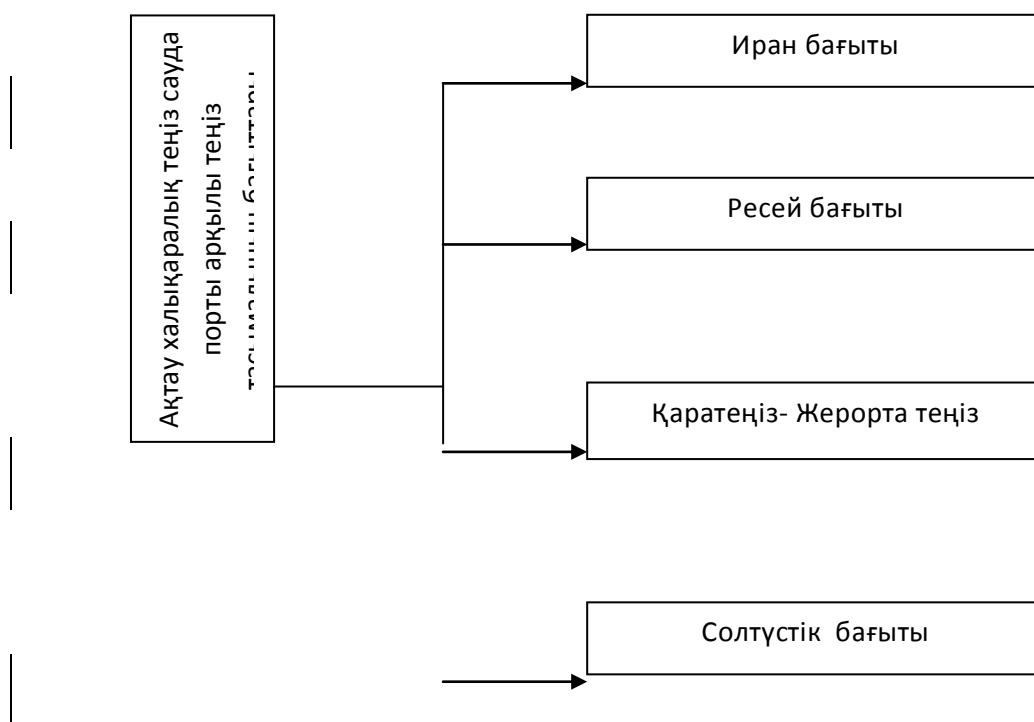 Ақтау халықаралық теңіз сауда
порты арқылы теңіз
Иран бағыты
Ресей бағыты
Қаратеңіз- Жерорта теңіз
Солтүстік  бағыты